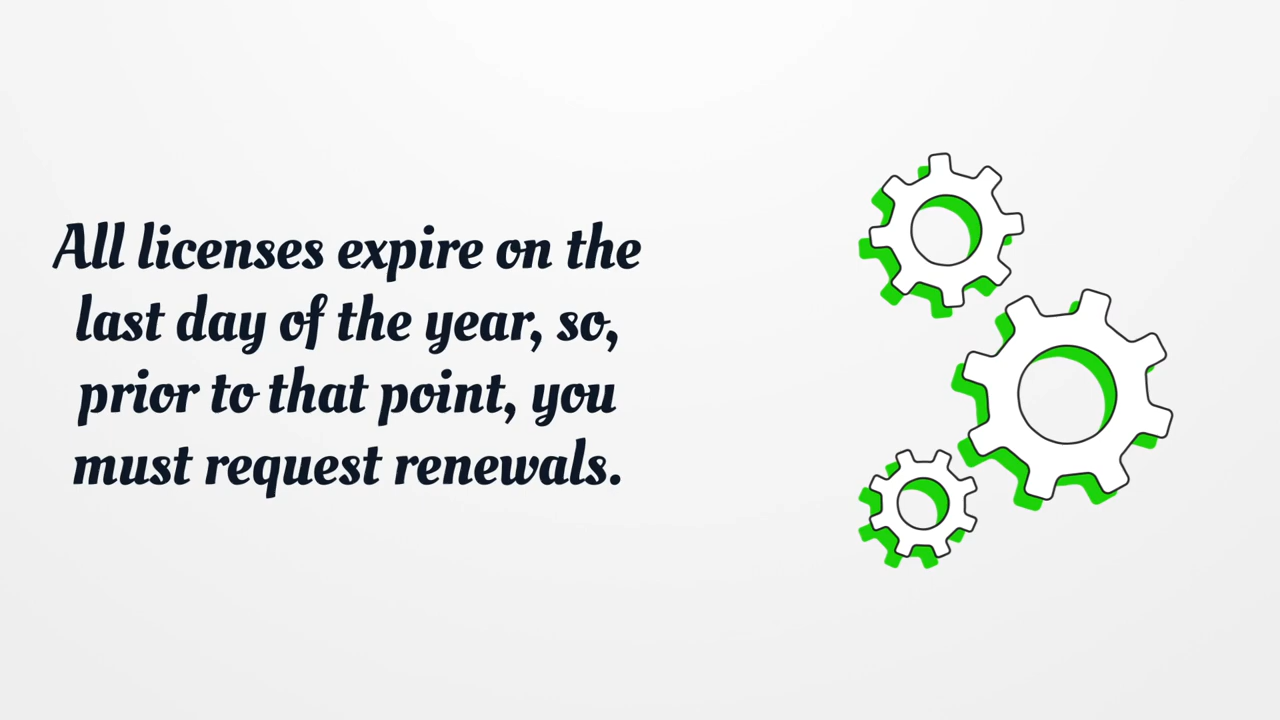 All licenses expire on the
last day of the year, so,
prior to that point, you
must request renewals.